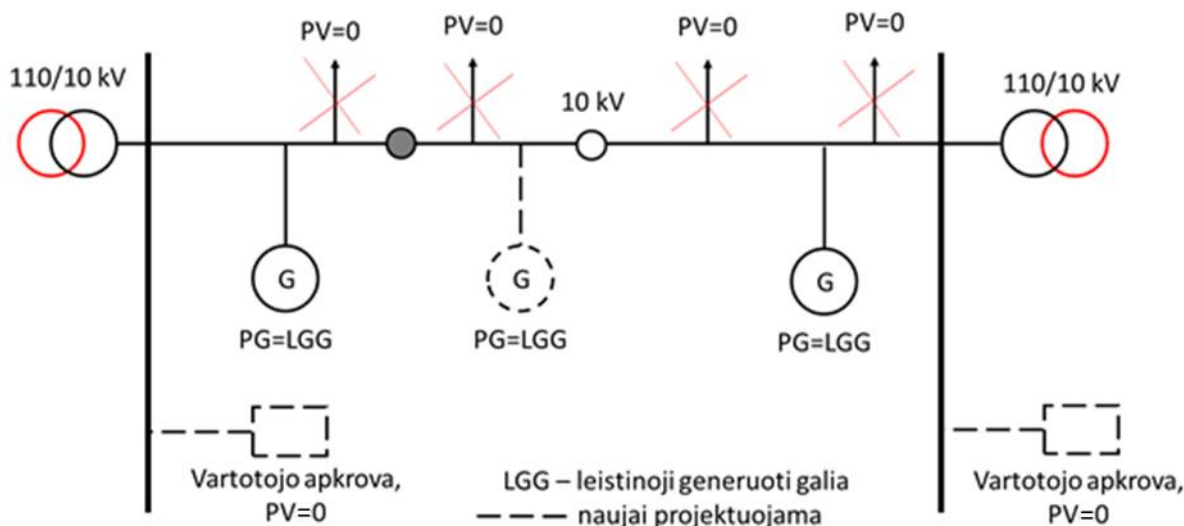 PV=0
PV=0
PV=0
PV=0
110/10 kV
10 kV
110/10 kV
G
G
G
PG=LGG
PG=LGG
PG=LGG
Vartotojo apkrova,
PV=0
LGG – leistinoji generuoti galia
naujai projektuojama
Vartotojo apkrova,
PV=0